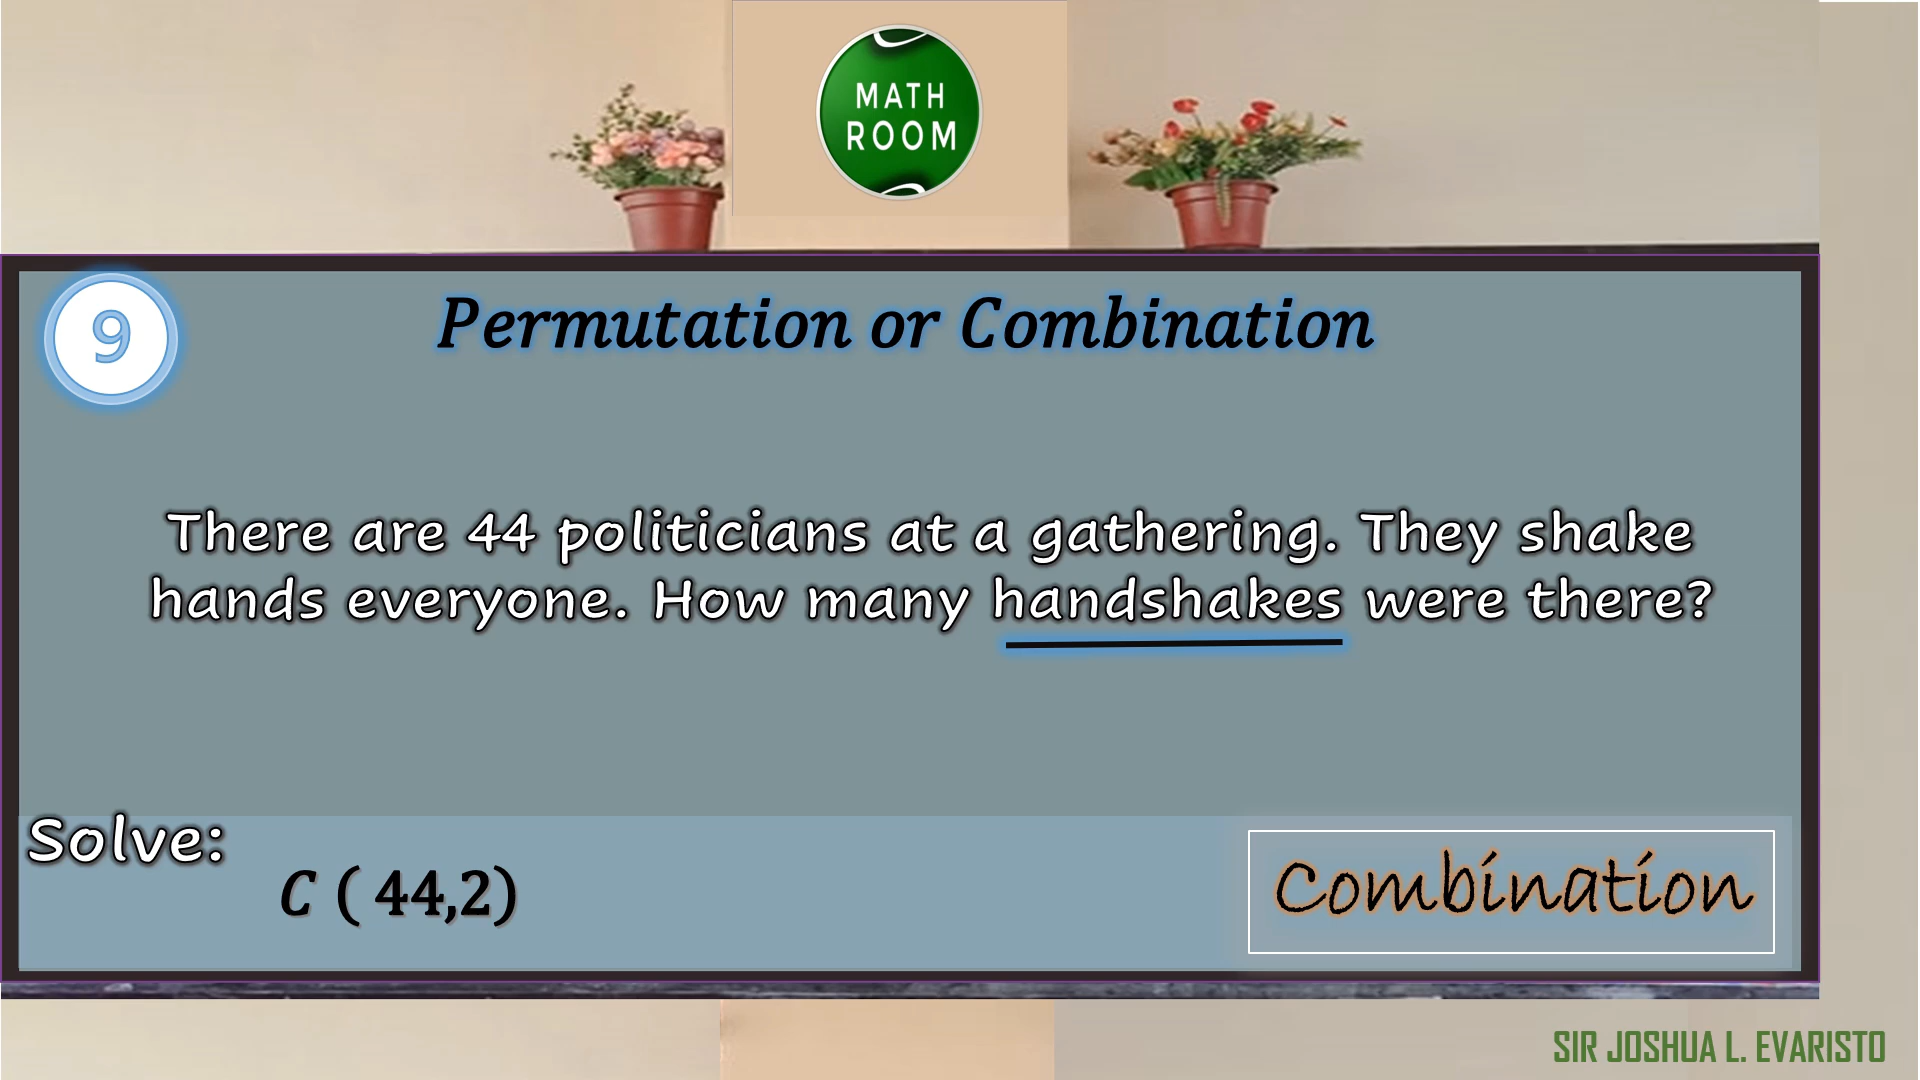 MATH
ROOM
9
Permutation or Combination
There are 44 politicians at a gathering. They shake
hands everyone. How many handshakes were there?
Solve:
C ( 44,2)
Combination
SIR JOSHUA L. EVARISTO